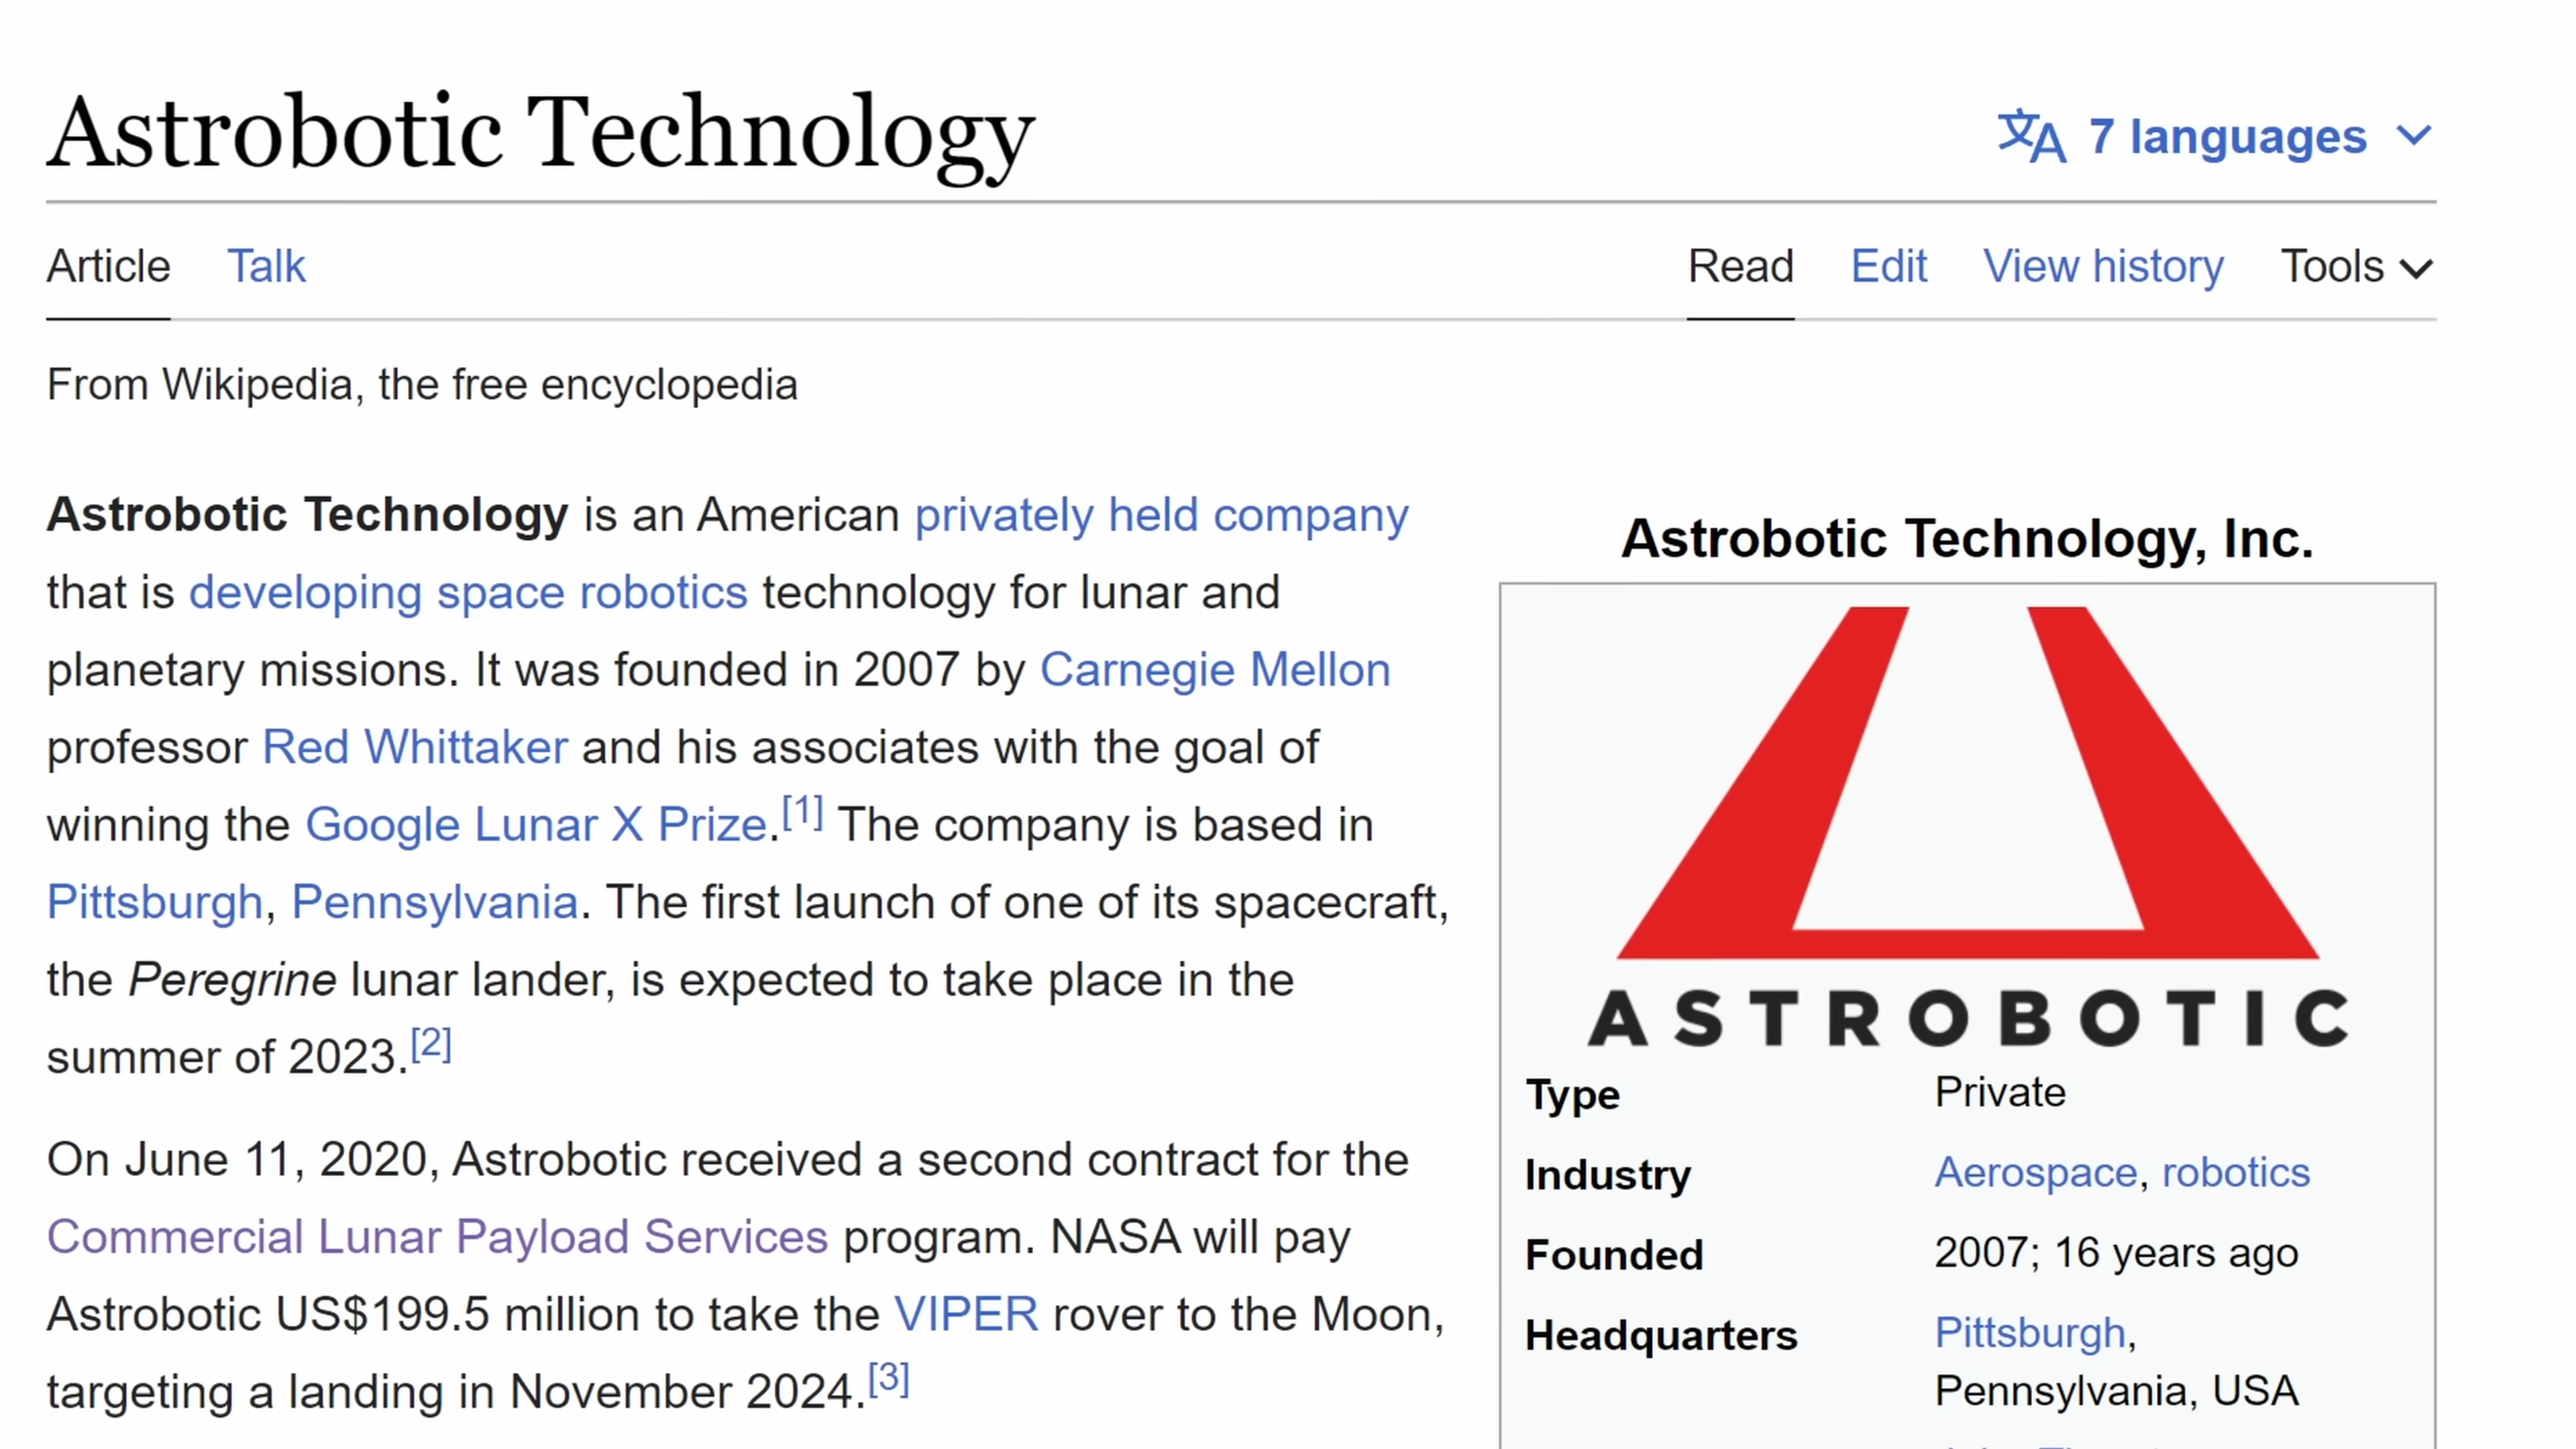 Astrobotic Technology
文A 7 languages
Article Talk
Read Edit View history Tools
From Wikipedia, the free encyclopedia
Astrobotic Technology is an American privately held company
that is developing space robotics technology for lunar and
planetary missions. It was founded in 2007 by Carnegie Mellon
professor Red Whittaker and his associates with the goal of
winning the Google Lunar X Prize.[1] The company is based in
Pittsburgh, Pennsylvania. The first launch of one of its spacecraft,
the Peregrine lunar lander, is expected to take place in the
summer of 2023.[2]
On June 11, 2020, Astrobotic received a second contract for the
Commercial Lunar Payload Services program. NASA will pay
Astrobotic US$199.5 million to take the VIPER rover to the Moon,
targeting a landing in November 2024.[3]
Astrobotic Technology, Inc.
ASTROBOTIC
Type Private
Industry Aerospace, robotics
Founded 2007; 16 years ago
Headquarters Pittsburgh,
Pennsylvania, USA